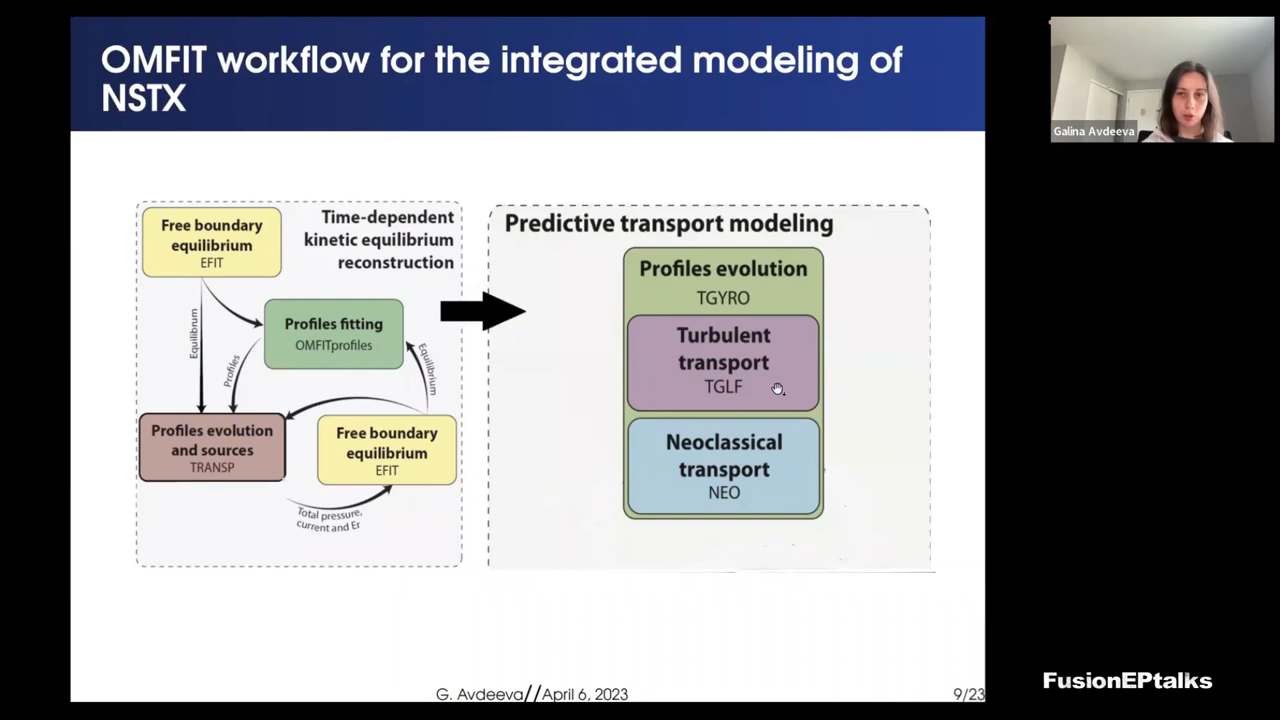 OMFIT workflow for the integrated modeling of
NSTX
Galina Avdeeva
Free boundary
equilibrium
EFIT
Time-dependent
kinetic equilibrium
reconstruction
Equilibrum
Profiles
Profiles fitting
OMFITprofiles
Equilibrium
Profiles evolution
and sources
TRANSP
Free boundary
equilibrium
EFIT
Total pressure,
current and Er
Predictive transport modeling
Profiles evolution
TGYRO
Turbulent
transport
TGLF
Neoclassical
transport
NEO
G. Avdeeva//April 6, 2023
9/23
FusionEPtalks